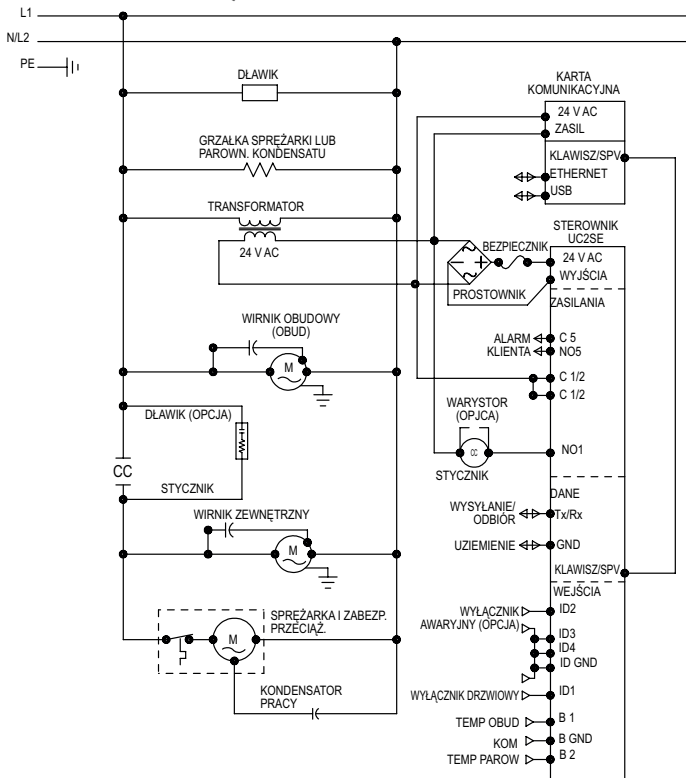 L1
N/L2
PE
DŁAWIK
GRZAŁKA SPRĘŻARKI LUB
PAROWN. KONDENSATU
TRANSFORMATOR
24 V AC
KARTA
KOMUNIKACYJNA
24 V AC
ZASIL
KLAWISZ/SPV
ETHERNET
USB
STEROWNIK
UC2SE
BEZPIECZNIK
24 V AC
WYJŚCIA
PROSTOWNIK
ZASILANIA
WIRNIK OBUDOWY
(OBUD)
M
ALARM
KLIENTA
C 5
NO5
C 1/2
C 1/2
DŁAWIK (OPCJA)
WARYSTOR
(OPJCA)
CC
NO1
STYCZNIK
CC
STYCZNIK
DANE
WYSYŁANIE/
ODBIÓR
Tx/Rx
WIRNIK ZEWNĘTRZNY
M
UZIEMIENIE
GND
KLAWISZ/SPV
WEJŚCIA
SPRĘŻARKA I ZABEZP.
PRZECIĄŻ.
M
WYŁĄCZNIK
AWARYJNY (OPCJA)
ID2
ID3
ID4
ID GND
KONDENSATOR
PRACY
WYŁĄCZNIK DRZWIOWY
ID1
TEMP OBUD
B 1
KOM
B GND
TEMP PAROW
B 2